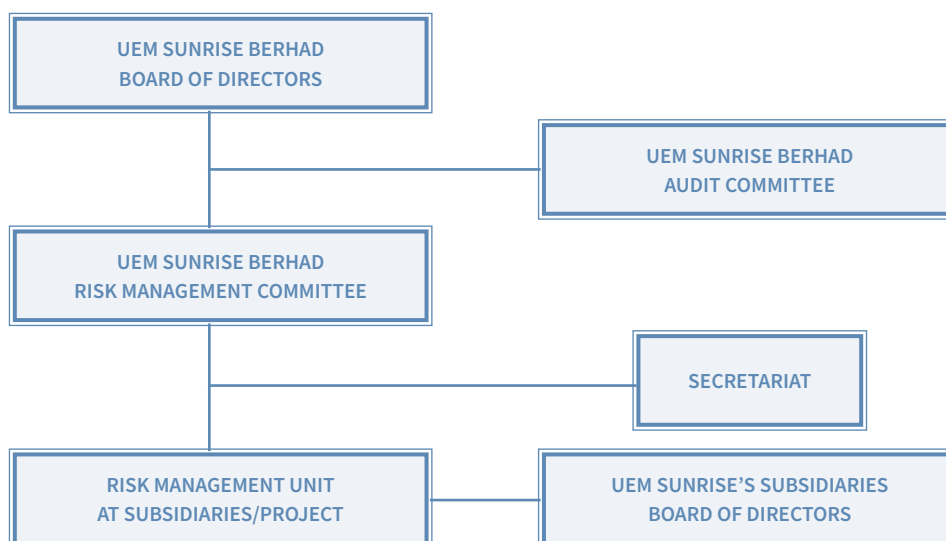 UEM SUNRISE BERHAD
BOARD OF DIRECTORS
UEM SUNRISE BERHAD
AUDIT COMMITTEE
UEM SUNRISE BERHAD
RISK MANAGEMENT COMMITTEE
SECRETARIAT
RISK MANAGEMENT UNIT
AT SUBSIDIARIES/PROJECT
UEM SUNRISE’S SUBSIDIARIES
BOARD OF DIRECTORS